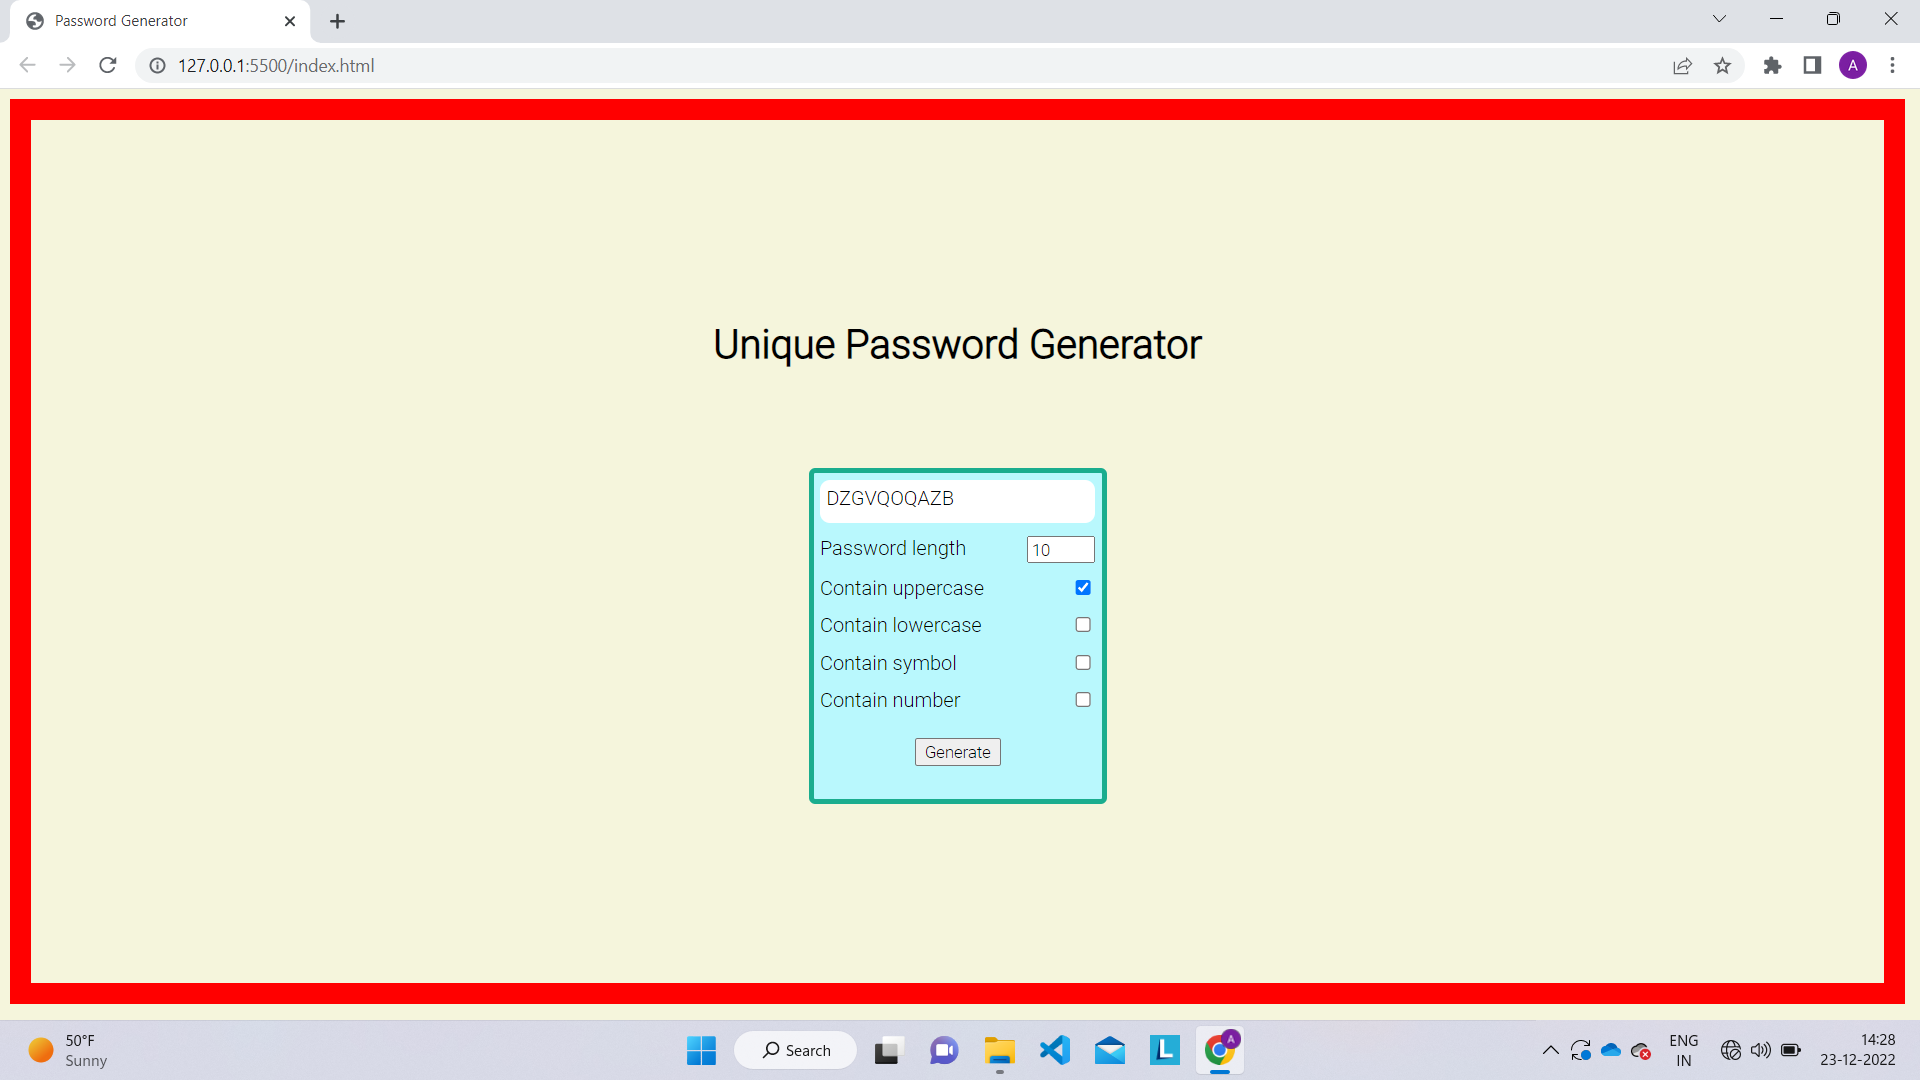 Password Generator
127.0.0.1:5500/index.html
A
Unique Password Generator
DZGVQOQAZB
Password length 10
Contain uppercase
Contain lowercase
Contain symbol
Contain number
Generate
50°F
Sunny
Search
L
A
ENG
IN
14:28
23-12-2022